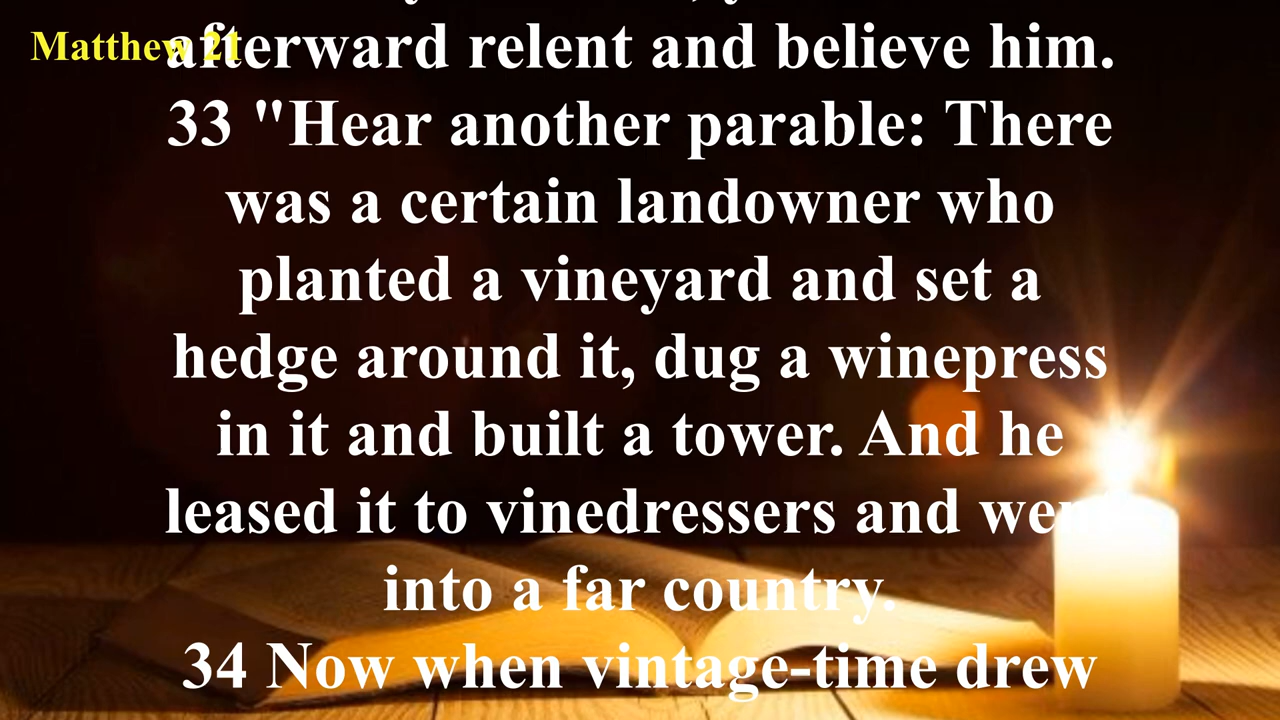 Matthew 21
afterward relent and believe him.
33 "Hear another parable: There
was a certain landowner who
planted a vineyard and set a
hedge around it, dug a winepress
in it and built a tower. And he
leased it to vinedressers and went
into a far country.
34 Now when vintage-time drew